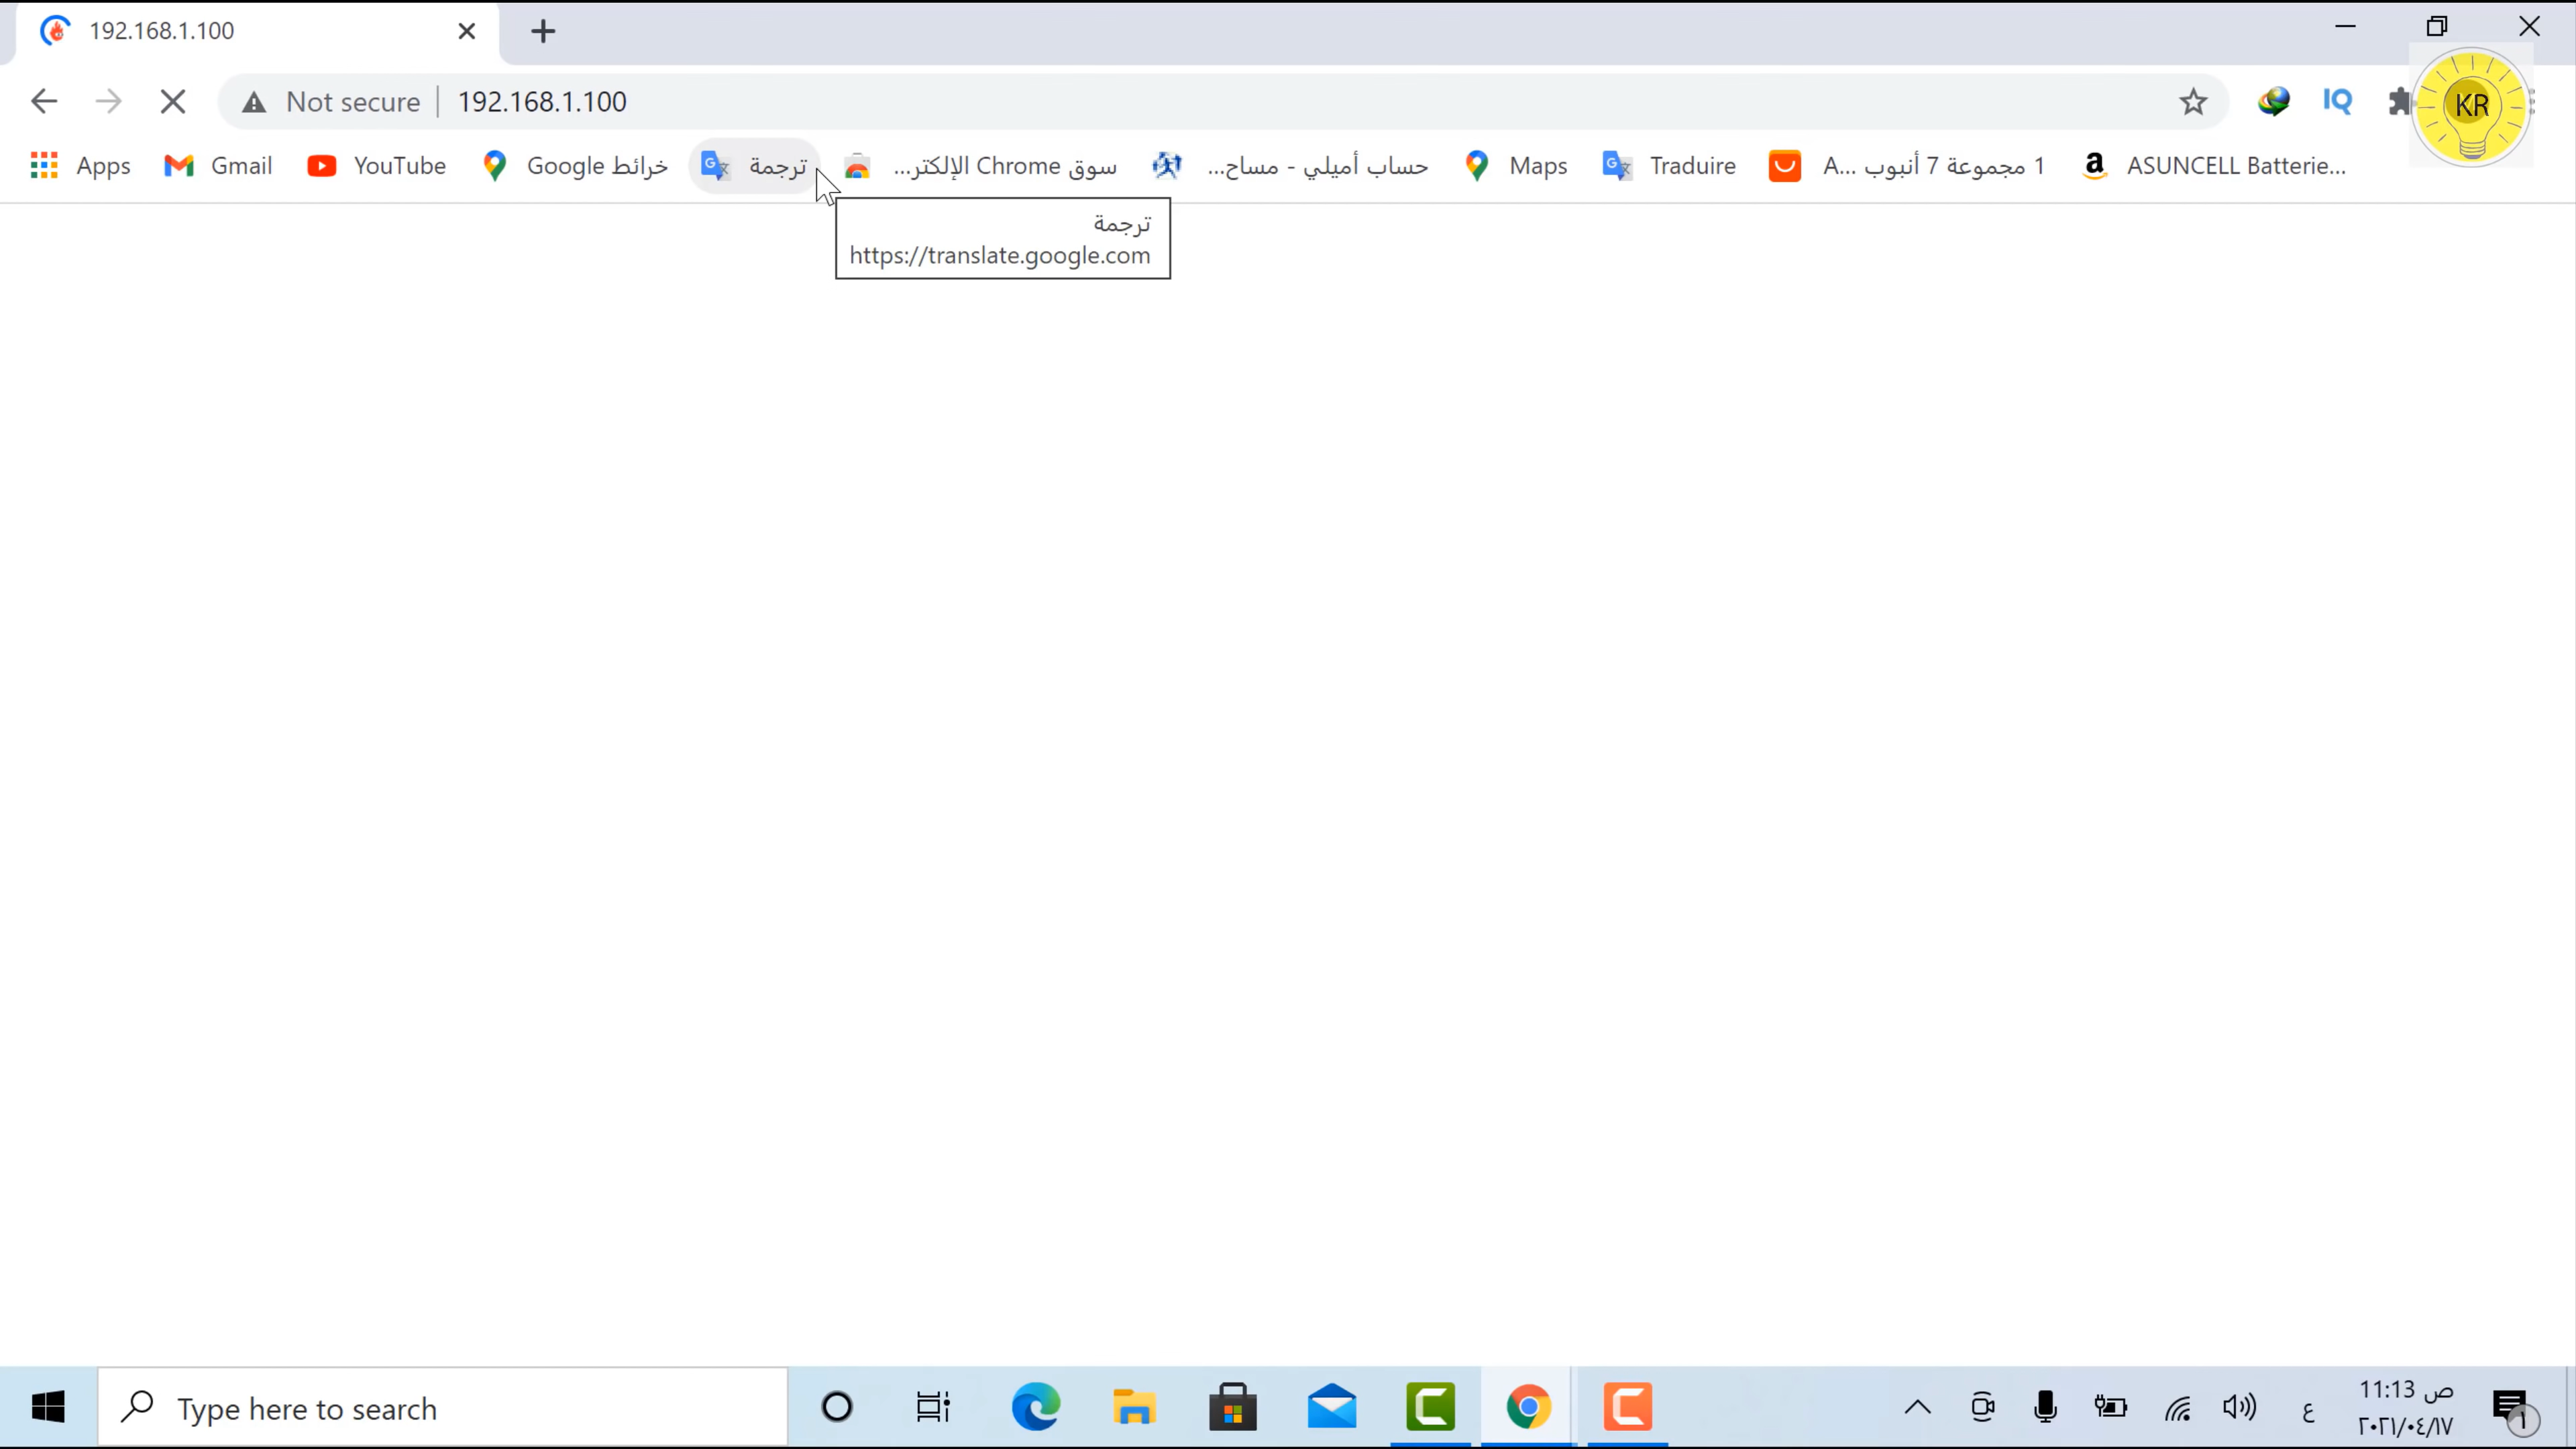 192.168.1.100
Not secure 192.168.1.100
Apps Gmail YouTube خرائط Google ترجمة سوق Chrome الإلكتر... حساب أميلي - مساح... Maps Traduire 1 مجموعة 7 أنبوب A... ASUNCELL Batterie...
KR
IQ
ترجمة
https://translate.google.com
Type here to search
ع
11:13 ص
٢٠٢١/٠٤/١٧
١